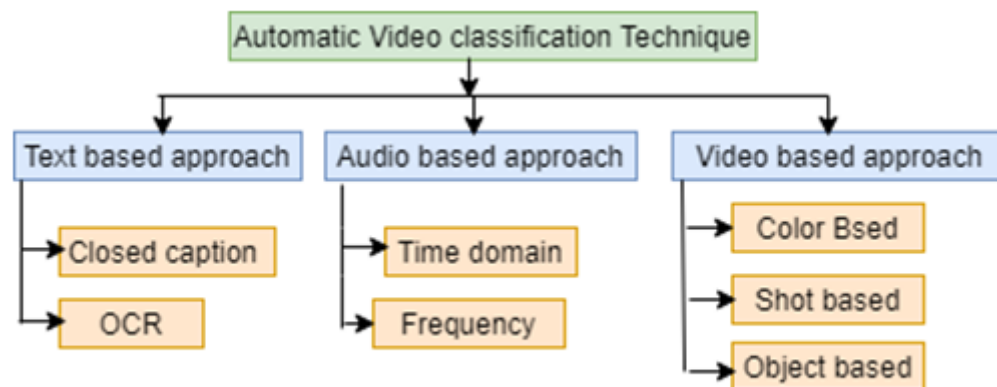 Automatic Video classification Technique
Text based approach
Audio based approach
Video based approach
Closed caption
OCR
Time domain
Frequency
Color Bsed
Shot based
Object based